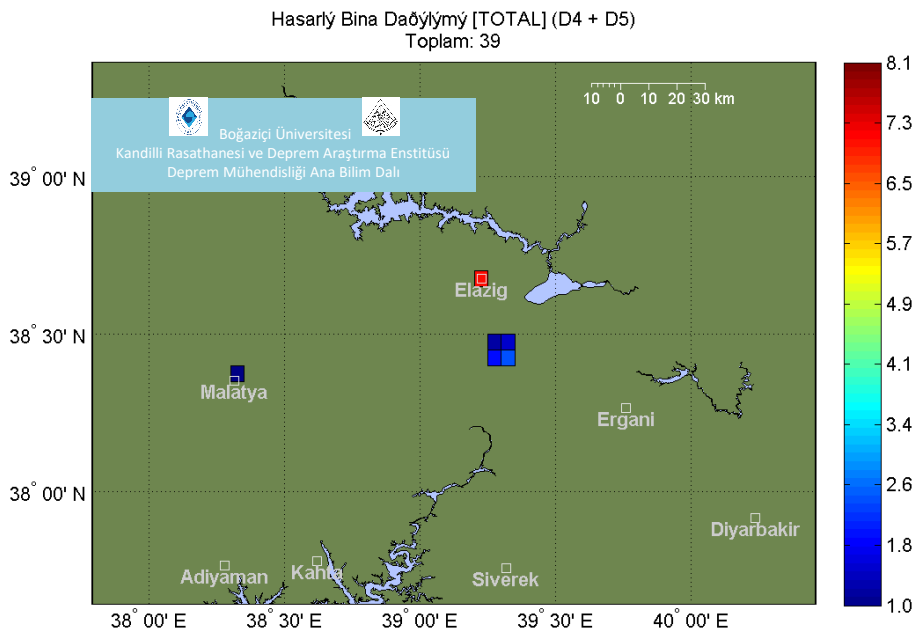 Hasarlý Bina Daðýlýmý [TOTAL] (D4 + D5)
Toplam: 39
Boğaziçi Üniversitesi
Kandilli Rasathanesi ve Deprem Araştırma Enstitüsü
Deprem Mühendisliği Ana Bilim Dalı
10 0 10 20 30 km
39° 00' N
38° 30' N
38° 00' N
Elazig
Malatya
Ergani
Diyarbakir
Adiyaman
Kahta
Siverek
38° 00' E
38° 30' E
39° 00' E
39° 30' E
40° 00' E
8.1
7.3
6.5
5.7
4.9
4.1
3.4
2.6
1.8
1.0